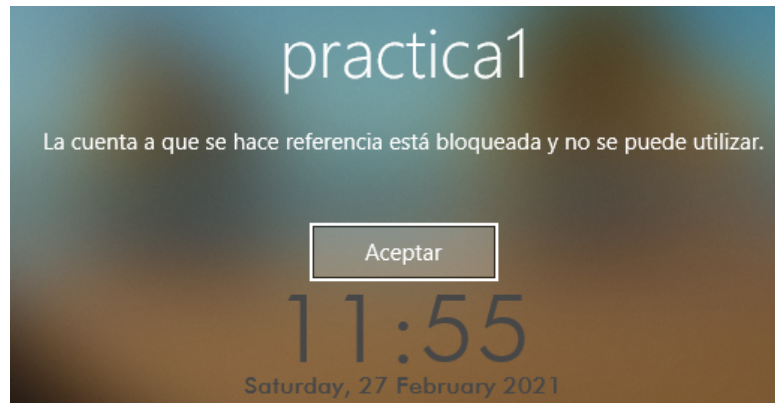 practica1
La cuenta a que se hace referencia está bloqueada y no se puede utilizar.
Aceptar
11:55
Saturday, 27 February 2021